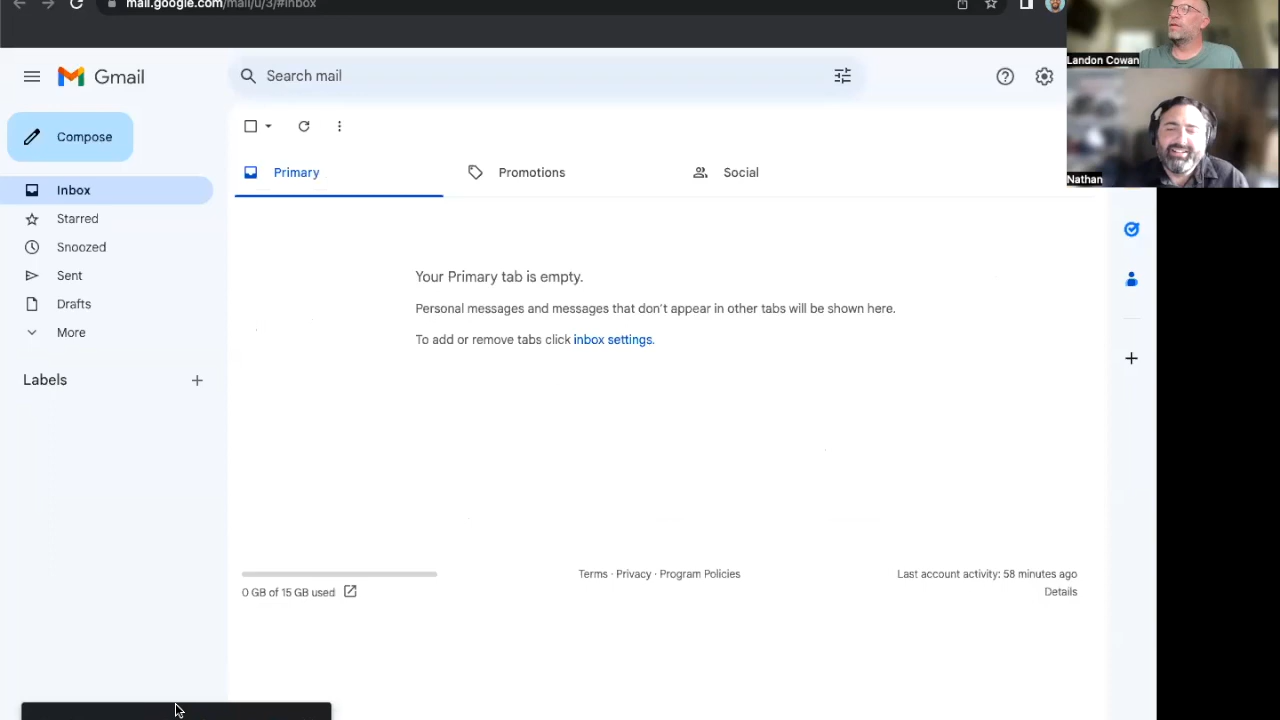 mail.google.com/mail/u/3/#inbox
Landon Cowan
Nathan
Gmail
Search mail
Compose
Inbox
Starred
Snoozed
Sent
Drafts
More
Labels
Primary
Promotions
Social
Your Primary tab is empty.
Personal messages and messages that don't appear in other tabs will be shown here.
To add or remove tabs click inbox settings.
0 GB of 15 GB used
Terms · Privacy · Program Policies
Last account activity: 58 minutes ago
Details